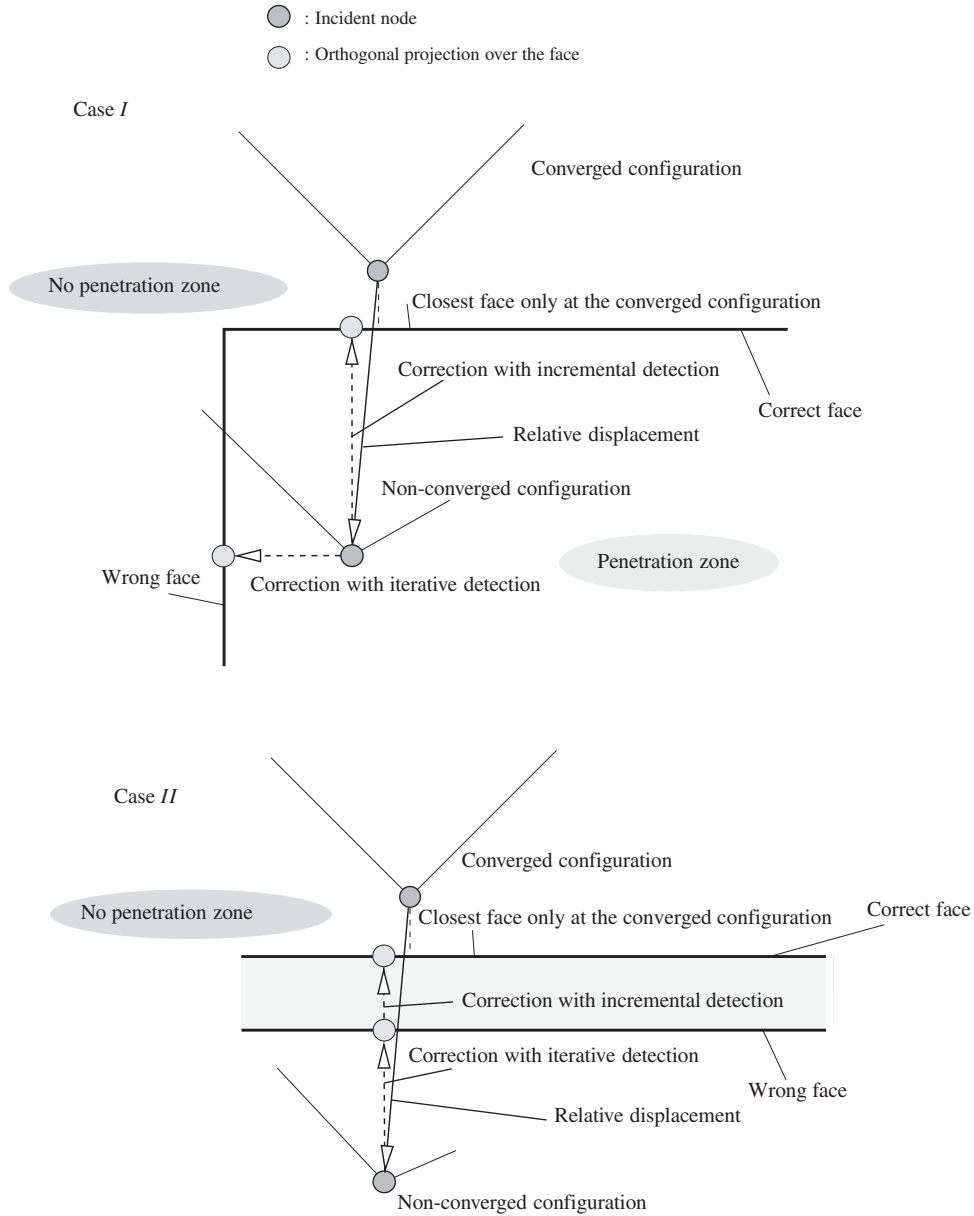 : Incident node
: Orthogonal projection over the face
Case I
Converged configuration
No penetration zone
Closest face only at the converged configuration
Correction with incremental detection
Correct face
Relative displacement
Non-converged configuration
Penetration zone
Wrong face
Correction with iterative detection
Case II
Converged configuration
No penetration zone
Closest face only at the converged configuration
Correct face
Correction with incremental detection
Correction with iterative detection
Wrong face
Relative displacement
Non-converged configuration